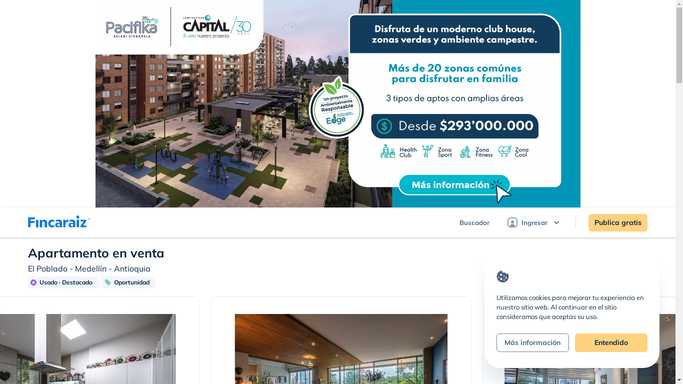 Pacifika
CONSTRUCTORA
CAPITAL
30
Disfruta de un moderno club house,
zonas verdes y ambiente campestre.
Más de 20 zonas comúnes
para disfrutar en familia
3 tipos de aptos con amplias áreas
Un proyecto
Ambientalmente
Responsable
Edge
Desde $293'000.000
Health
Club
Zona
Sport
Zona
Fitness
Zona
Cool
Más información
Fincaraiz
Buscador
Ingresar
Publica gratis
Apartamento en venta
El Poblado - Medellín - Antioquia
Usado · Destacado
Oportunidad
Utilizamos cookies para mejorar tu experiencia en
nuestro sitio web. Al continuar en el sitio
consideramos que aceptas su uso.
Más información
Entendido